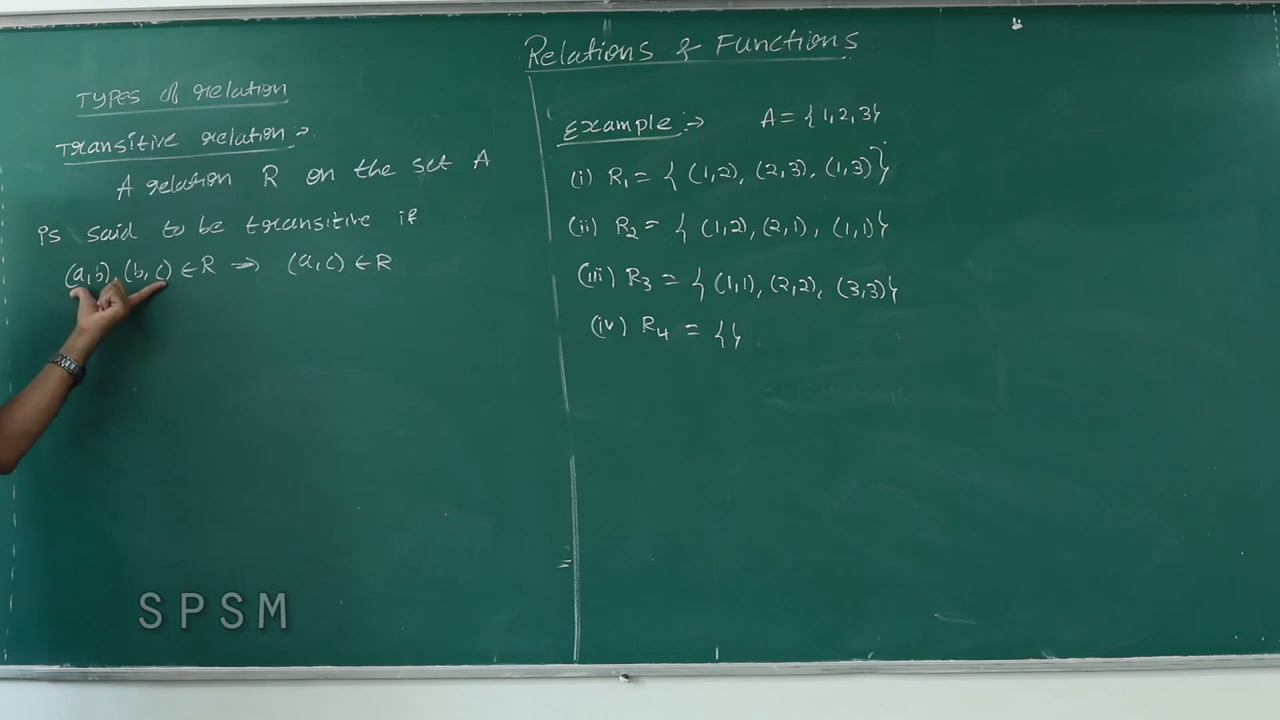 Relations & Functions
TYPES of relation
Transitive relation :-
A relation R on the set A
is said to be transitive if
(a,b), (b,c) ∈ R → (a,c) ∈ R
Example :→ A = {1,2,3}
(i) R₁ = { (1,2), (2,3), (1,3)}
(ii) R₂ = { (1,2), (2,1), (1,1)}
(iii) R₃ = { (1,1), (2,2), (3,3)}
(iv) R₄ = {}
SPSM